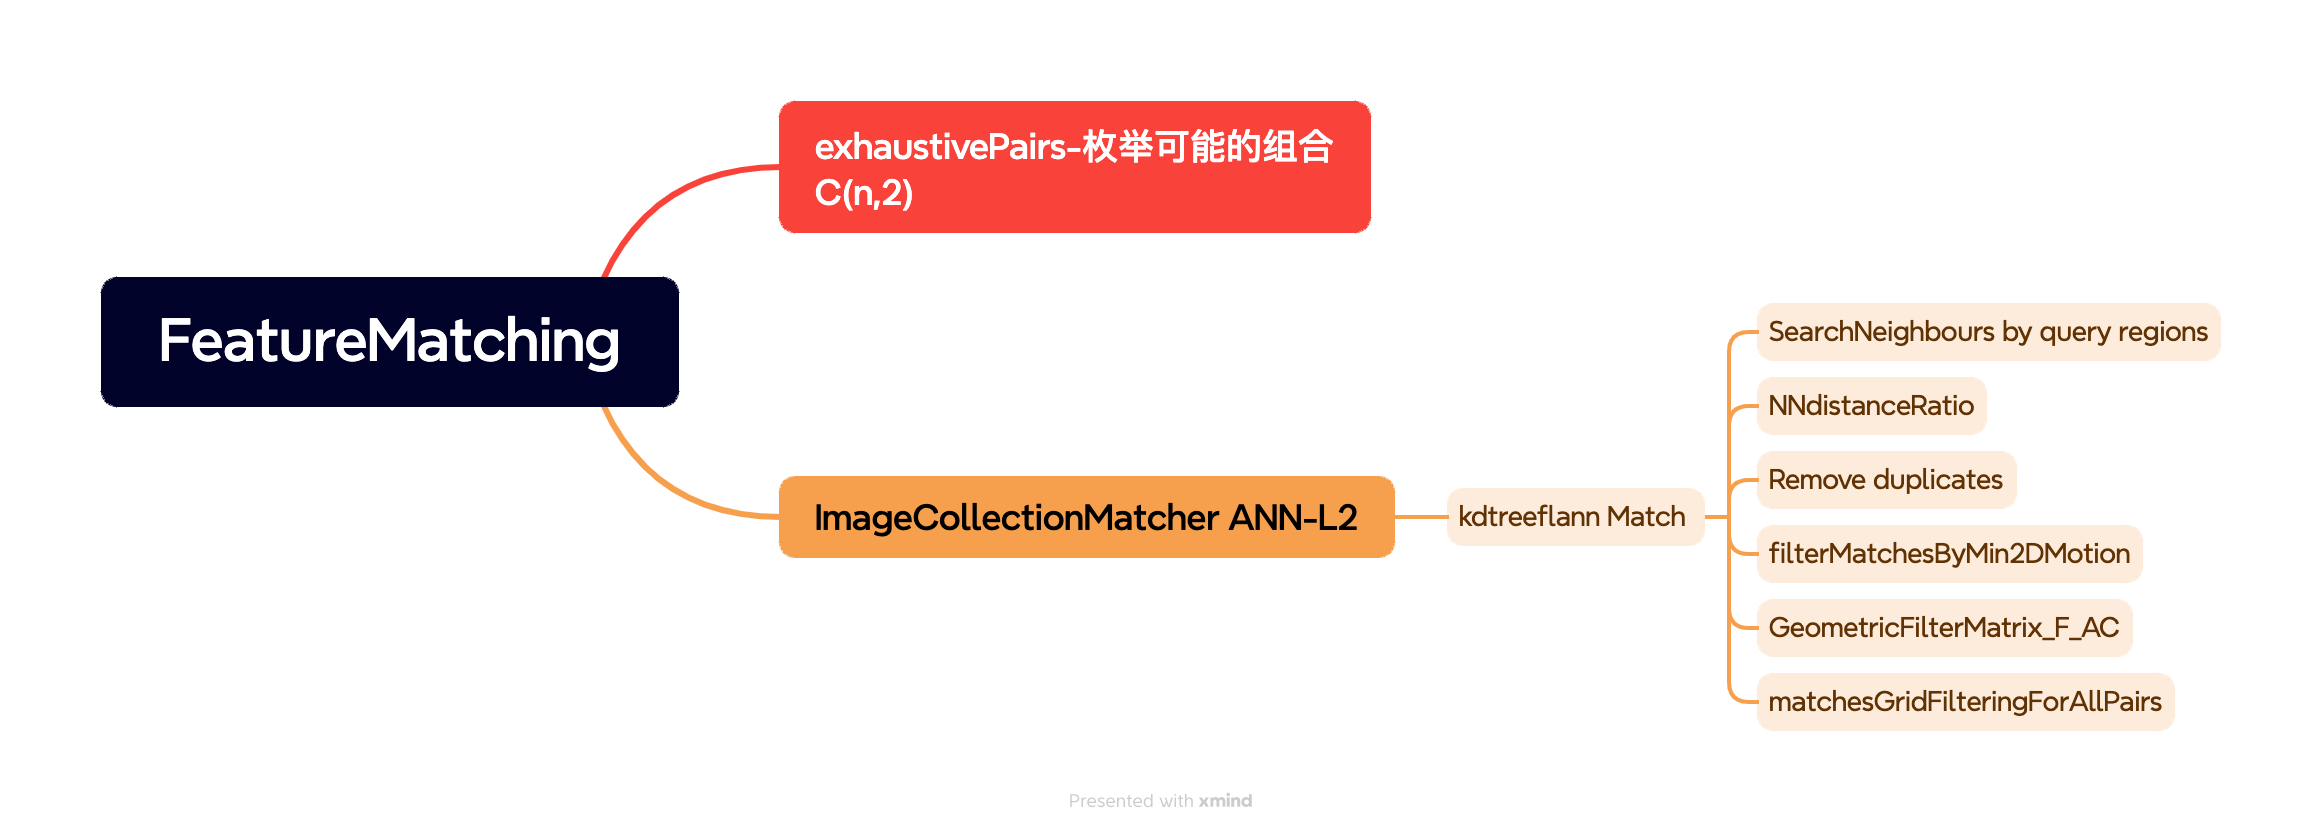 FeatureMatching
exhaustivePairs-枚举可能的组合
C(n,2)
ImageCollectionMatcher ANN-L2
kdtreeflann Match
SearchNeighbours by query regions
NNdistanceRatio
Remove duplicates
filterMatchesByMin2DMotion
GeometricFilterMatrix_F_AC
matchesGridFilteringForAllPairs
Presented with xmind